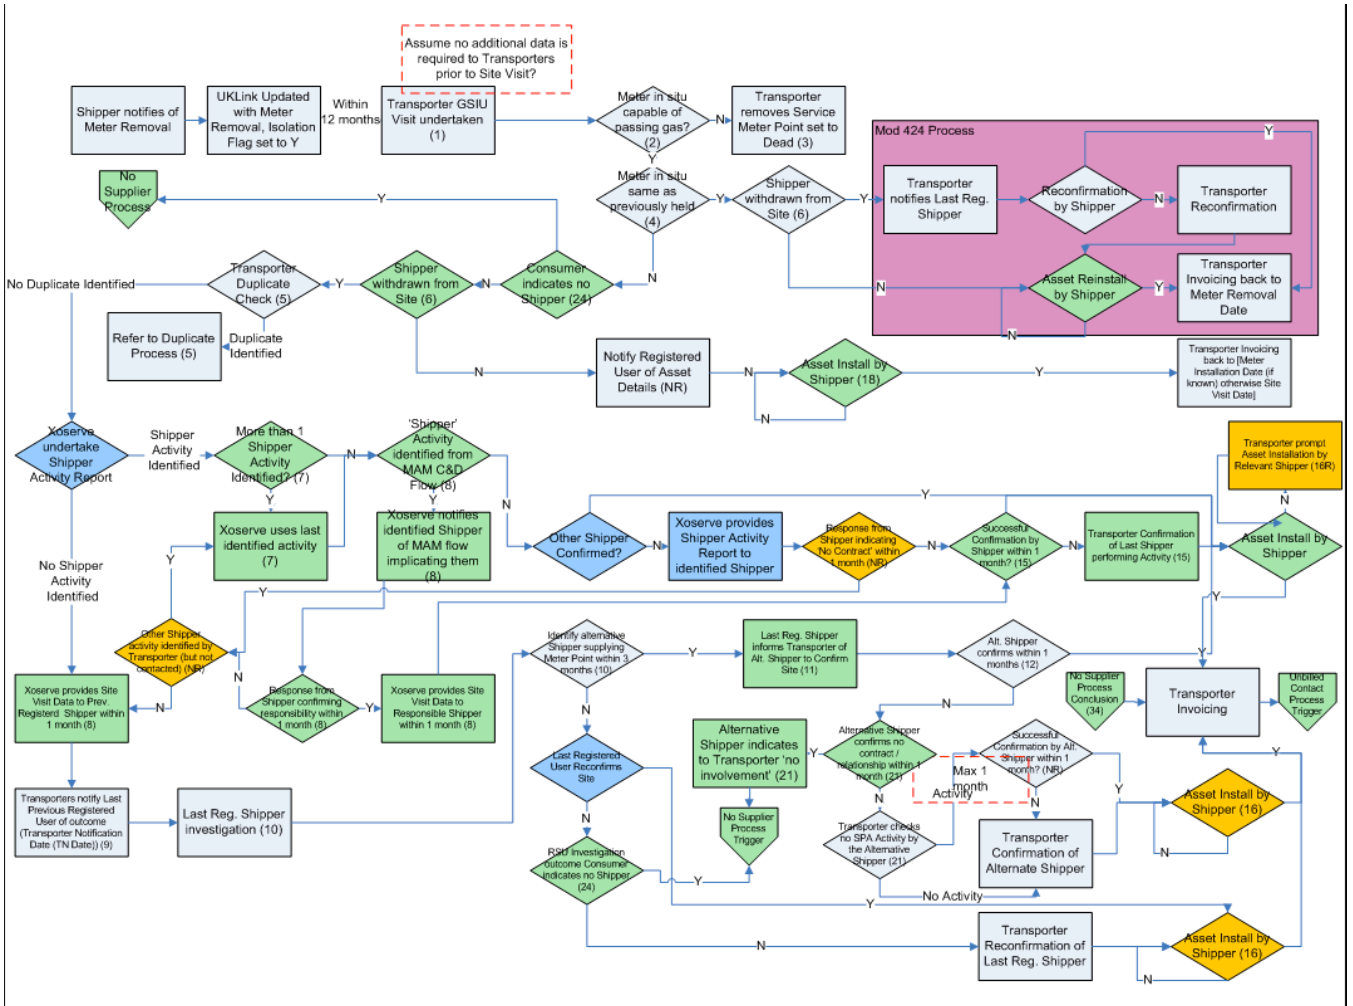 Assume no additional data is
required to Transporters
prior to Site Visit?
Shipper notifies of
Meter Removal
UKLink Updated
with Meter
Removal, Isolation
Flag set to Y
Within
12 months
Transporter GSIU
Visit undertaken
(1)
Meter in situ
capable of
passing gas?
(2)
N
Transporter
removes Service
Meter Point set to
Dead (3)
Y
Mod 424 Process
Y
No
Supplier
Process
Y
Meter in situ
same as
previously held
(4)
Y
Shipper
withdrawn from
Site (6)
Y
Transporter
notifies Last Reg.
Shipper
Reconfirmation
by Shipper
N
Transporter
Reconfirmation
N
No Duplicate Identified
Transporter
Duplicate
Check (5)
Y
Shipper
withdrawn from
Site (6)
N
Consumer
indicates no
Shipper (24)
N
Asset Reinstall
by Shipper
Y
Transporter
Invoicing back to
Meter Removal
Date
N
Refer to Duplicate
Process (5)
Duplicate
Identified
N
Notify Registered
User of Asset
Details (NR)
N
Asset Install by
Shipper (18)
N
Y
Transporter Invoicing
back to [Meter
Installation Date (if
known) otherwise Site
Visit Date]
Xoserve
undertake
Shipper
Activity Report
Shipper
Activity
Identified
More than 1
Shipper
Activity
Identified? (7)
N
'Shipper'
Activity
identified from
MAM C&D
Flow (8)
N
Y
Y
Transporter prompt
Asset Installation by
Relevant Shipper (16R)
N
Y
Xoserve uses last
identified activity
(7)
Xoserve notifies
identified Shipper
of MAM flow
implicating them
(8)
Other Shipper
Confirmed?
N
Xoserve provides
Shipper Activity
Report to
identified Shipper
Response from
Shipper indicating
'No Contract' within
1 month (NR)
N
Successful
Confirmation by
Shipper within 1
month? (15)
N
Transporter Confirmation
of Last Shipper
performing Activity (15)
Asset Install by
Shipper
Y
No Shipper
Activity
Identified
Y
Y
Other Shipper
activity identified by
Transporter (but not
contacted) (NR)
N
N
Xoserve provides Site
Visit Data to Prev.
Registerd Shipper within
1 month (8)
Response from
Shipper confirming
responsibility within
1 month (8)
Y
Xoserve provides Site
Visit Data to
Responsible Shipper
within 1 month (8)
Identify alternative
Shipper supplying
Meter Point within 3
months (10)
Y
Last Reg. Shipper
informs Transporter of
Alt. Shipper to Confirm
Site (11)
Alt. Shipper
confirms within 1
months (12)
Y
N
N
No Supplier
Process
Conclusion
(34)
Transporter
Invoicing
Unbilled
Contact
Process
Trigger
Transporters notify Last
Previous Registered
User of outcome
(Transporter Notification
Date (TN Date)) (9)
Last Reg. Shipper
investigation (10)
Last Registered
User Reconfirms
Site
N
Alternative
Shipper indicates
to Transporter 'no
involvement' (21)
Y
Alternative Shipper
confirms no
contract /
relationship within 1
month (21)
N
Max 1
month
Activity
Successful
Confirmation by Alt.
Shipper within 1
month? (NR)
N
Y
Y
Asset Install by
Shipper (16)
N
No Supplier
Process
Trigger
Transporter checks
no SPA Activity by
the Alternative
Shipper (21)
No Activity
Transporter
Confirmation of
Alternate Shipper
RSU Investigation
outcome Consumer
indicates no Shipper
(24)
Y
Y
N
Transporter
Reconfirmation of
Last Reg. Shipper
Asset Install by
Shipper (16)
N